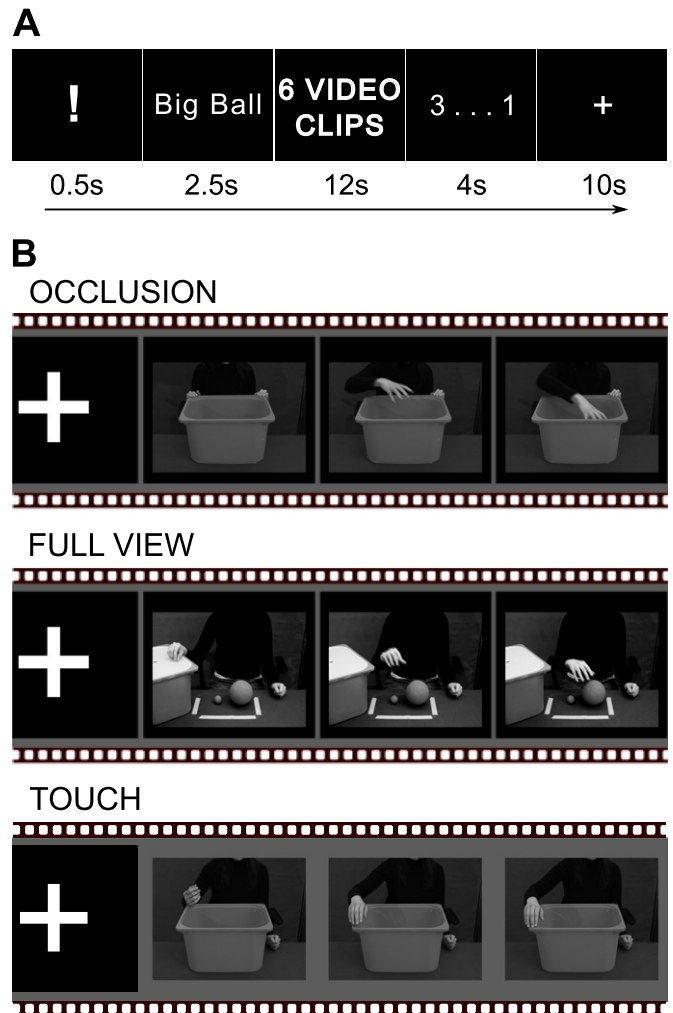 A
!
Big Ball
6 VIDEO
CLIPS
3 . . . 1
+
0.5s 2.5s 12s 4s 10s
B
OCCLUSION
+
FULL VIEW
+
TOUCH
+